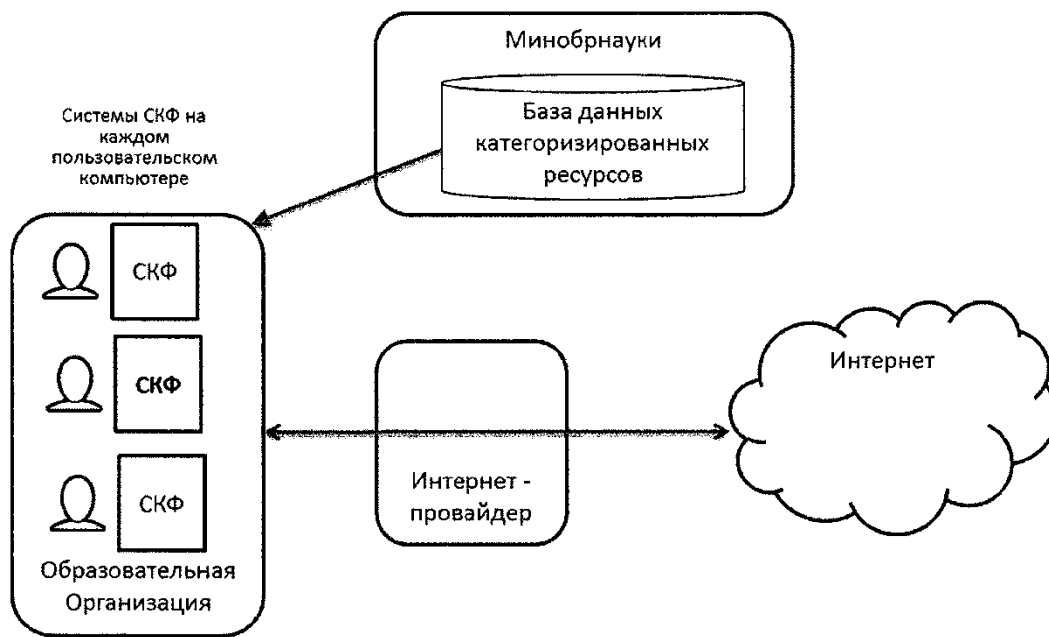 Минобрнауки
База данных
категоризированных
ресурсов
Системы СКФ на
каждом
пользовательском
компьютере
СКФ
СКФ
СКФ
Образовательная
Организация
Интернет -
провайдер
Интернет